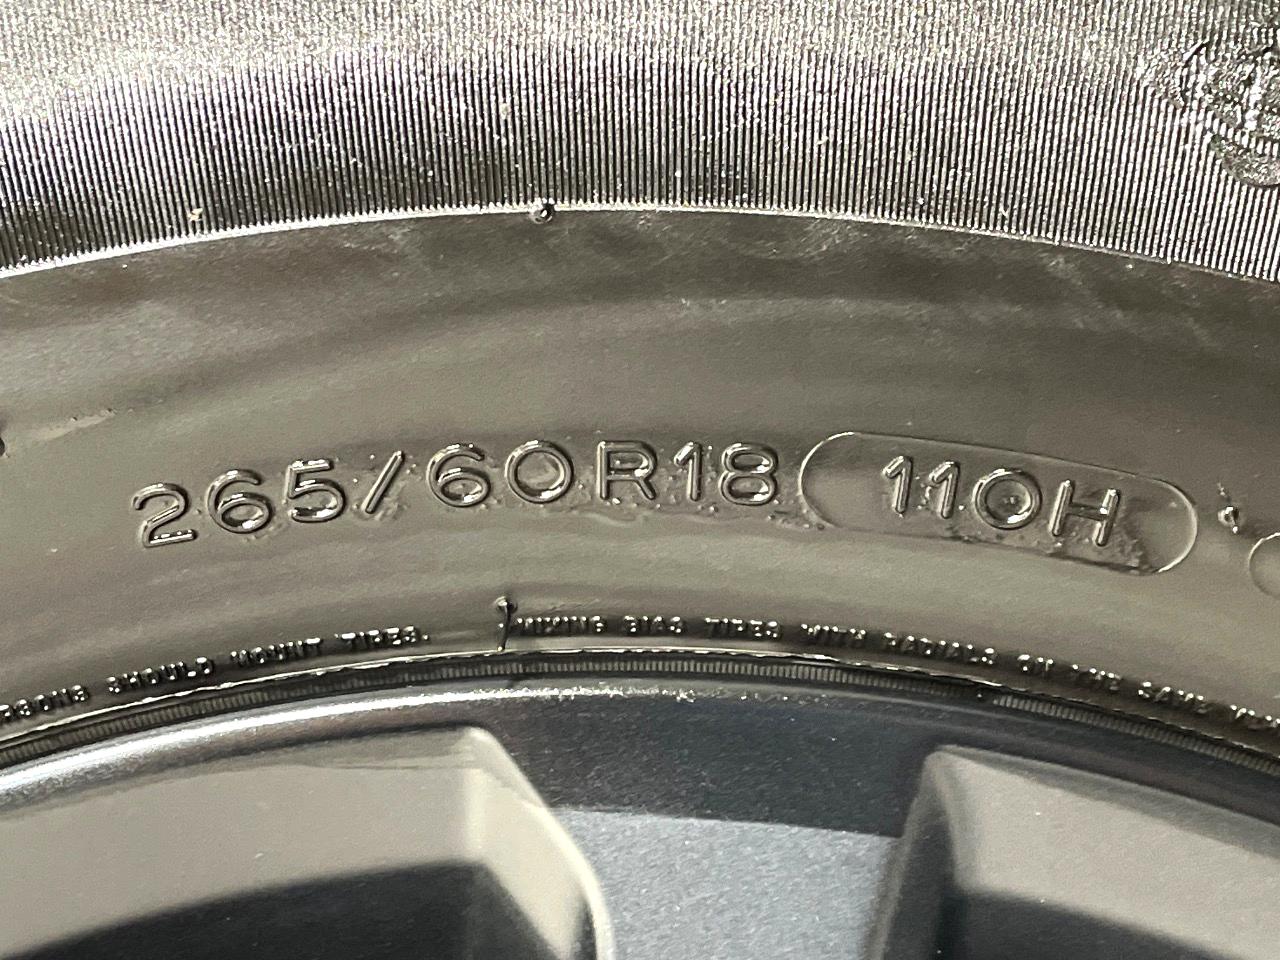 265/60R18 110H
SHOULD MOUNT TIRES.
MIXING BIAS TIRES WITH RADIALS ON THE SAME